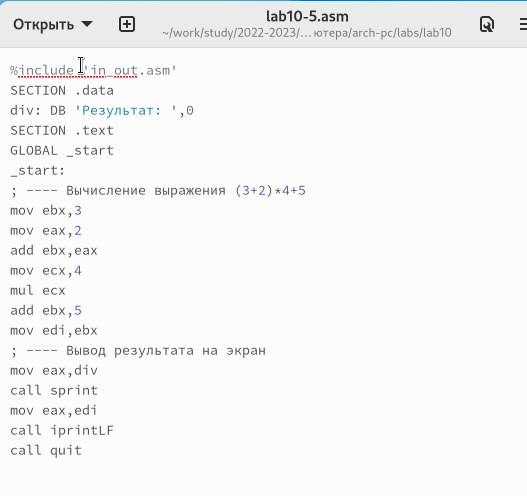 Открыть
lab10-5.asm
~/work/study/2022-2023/... ютера/arch-pc/labs/lab10
%include 'in_out.asm'
SECTION .data
div: DB 'Результат: ',0
SECTION .text
GLOBAL _start
_start:
; ---- Вычисление выражения (3+2)*4+5
mov ebx,3
mov eax,2
add ebx,eax
mov ecx,4
mul ecx
add ebx,5
mov edi,ebx
; ---- Вывод результата на экран
mov eax,div
call sprint
mov eax,edi
call iprintLF
call quit